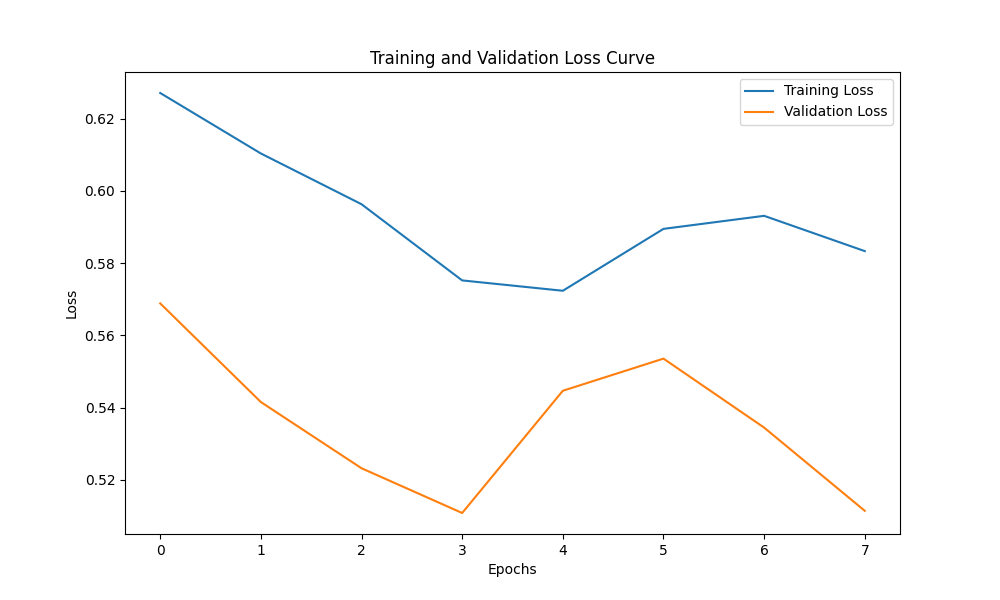 Training and Validation Loss Curve
Training Loss
Validation Loss
0.62
0.60
0.58
0.56
0.54
0.52
Loss
0 1 2 3 4 5 6 7
Epochs